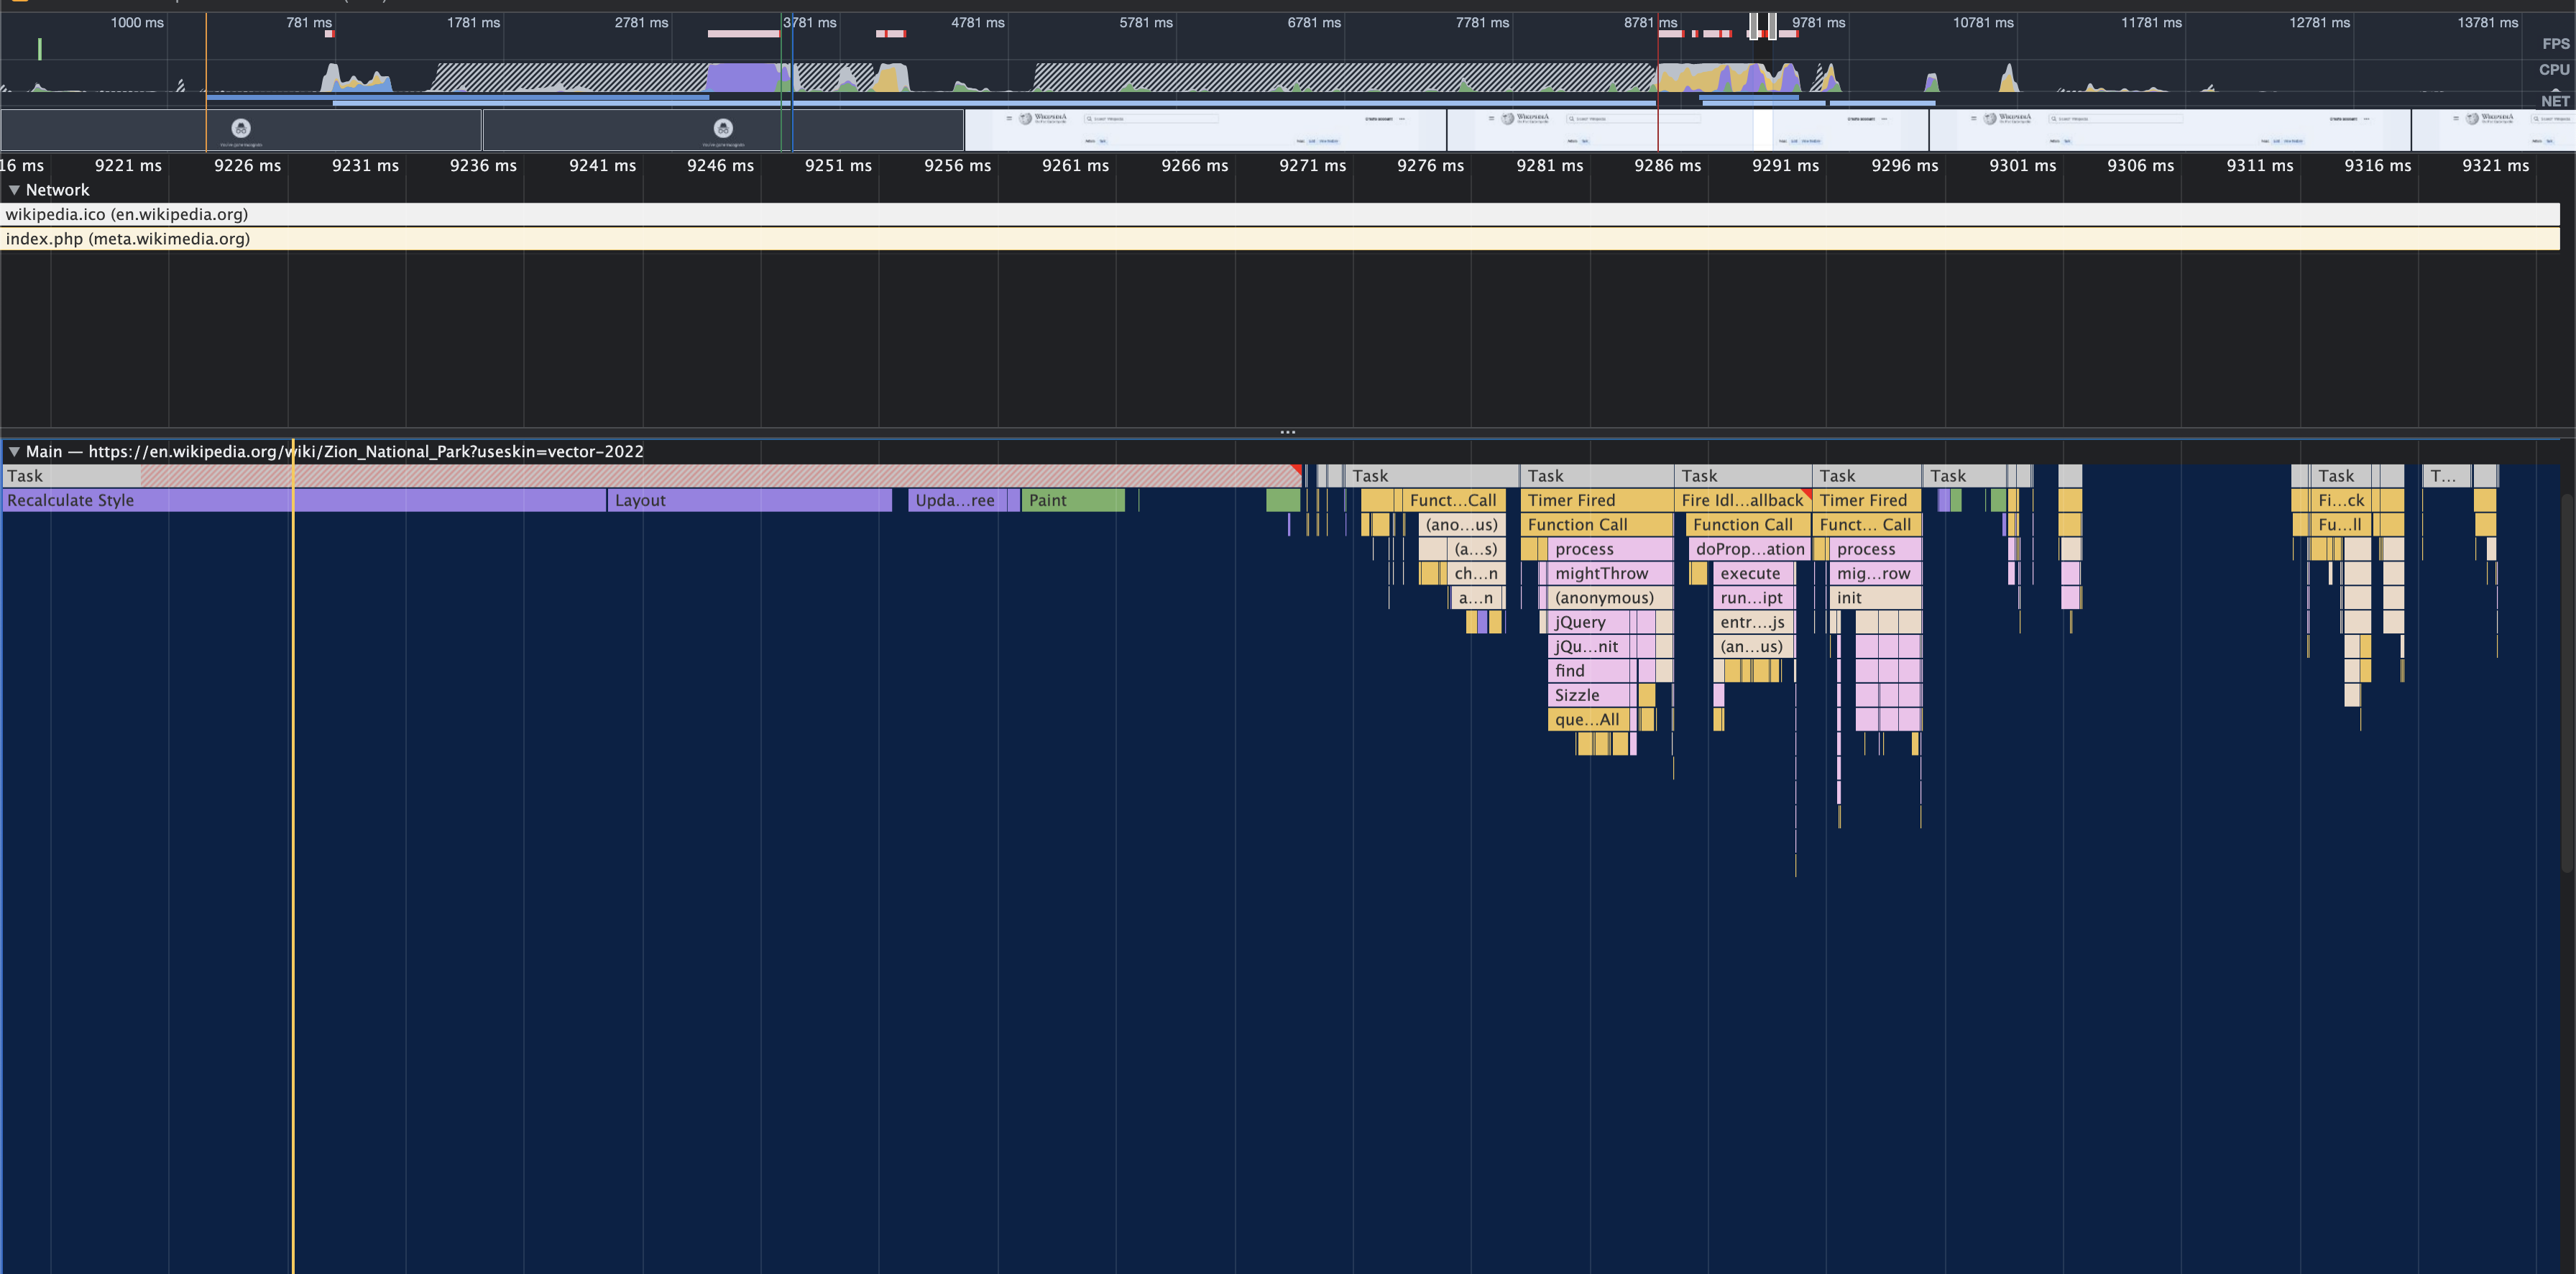 1000 ms 781 ms 1781 ms 2781 ms 3781 ms 4781 ms 5781 ms 6781 ms 7781 ms 8781 ms 9781 ms 10781 ms 11781 ms 12781 ms 13781 ms
FPS
CPU
NET
WIKIPEDIA WIKIPEDIA WIKIPEDIA WIKIPEDIA
16 ms 9221 ms 9226 ms 9231 ms 9236 ms 9241 ms 9246 ms 9251 ms 9256 ms 9261 ms 9266 ms 9271 ms 9276 ms 9281 ms 9286 ms 9291 ms 9296 ms 9301 ms 9306 ms 9311 ms 9316 ms 9321 ms
▼ Network
wikipedia.ico (en.wikipedia.org)
index.php (meta.wikimedia.org)
...
▼ Main — https://en.wikipedia.org/wiki/Zion_National_Park?useskin=vector-2022
Task Task Task Task Task Task Task T...
Recalculate Style Layout Upda...ree Paint Funct...Call Timer Fired Fire Idl...allback Timer Fired Fi...ck
(ano...us) Function Call Function Call Funct... Call Fu...ll
(a...s) process doProp...ation process
ch...n mightThrow execute mig...row
a...n (anonymous) run...ipt init
jQuery entr....js
jQu...nit (an...us)
find
Sizzle
que...All